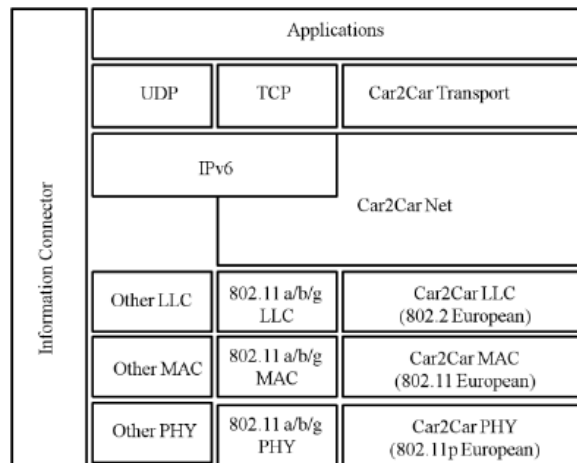 Information Connector
Applications
UDP
TCP
Car2Car Transport
IPv6
Car2Car Net
Other LLC
802.11 a/b/g
LLC
Car2Car LLC
(802.2 European)
Other MAC
802.11 a/b/g
MAC
Car2Car MAC
(802.11 European)
Other PHY
802.11 a/b/g
PHY
Car2Car PHY
(802.11p European)